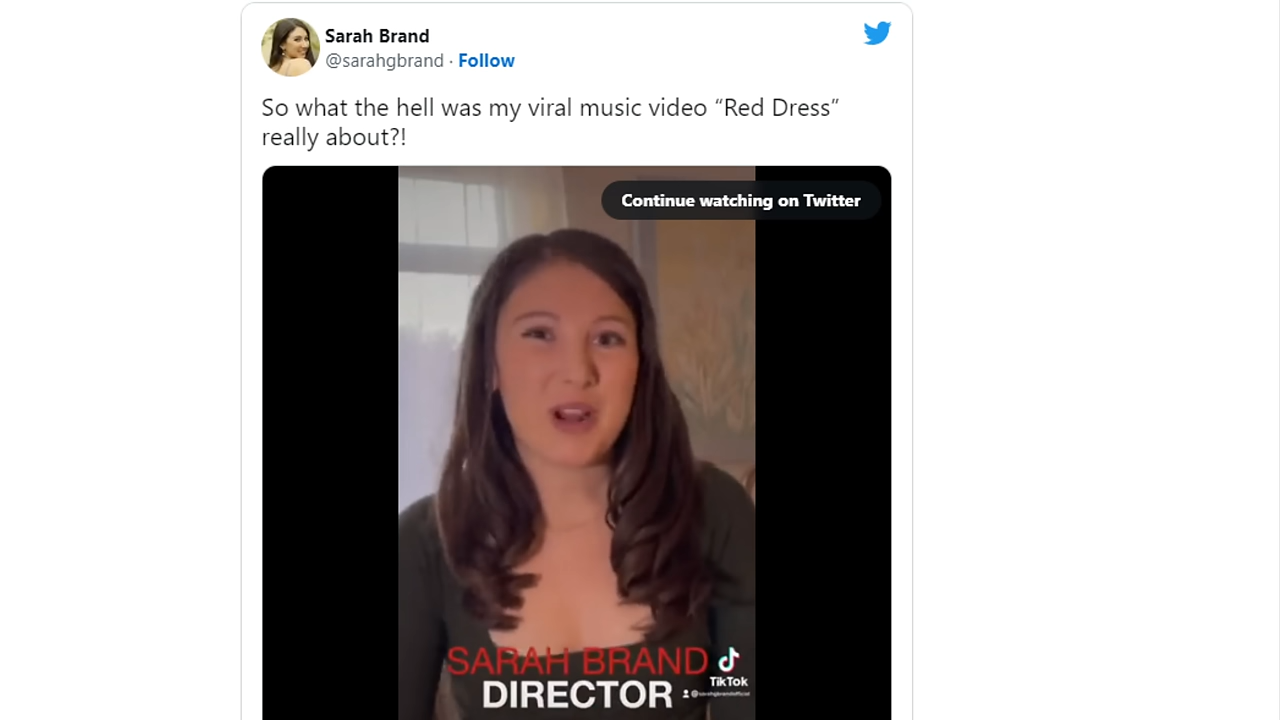 Sarah Brand
@sarahgbrand · Follow
So what the hell was my viral music video “Red Dress”
really about?!
Continue watching on Twitter
SARAH BRAND
DIRECTOR
TikTok